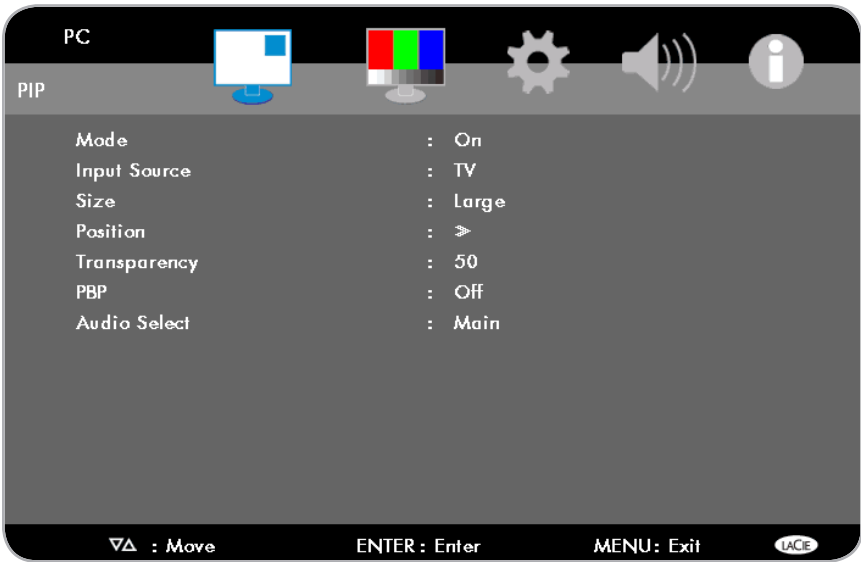 PC
PIP
Mode : On
Input Source : TV
Size : Large
Position : ➢
Transparency : 50
PBP : Off
Audio Select : Main
▽△ : Move ENTER : Enter MENU : Exit LACIE